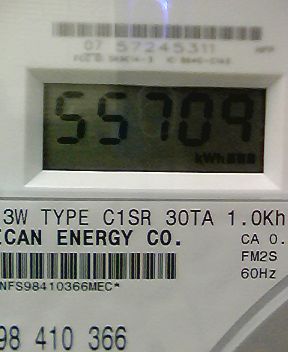 07 57245311
55709
kWh
3W TYPE C1SR 30TA 1.0Kh
ICAN ENERGY CO.
CA 0.
FM2S
60Hz
NFS98410366MEC*
98 410 366